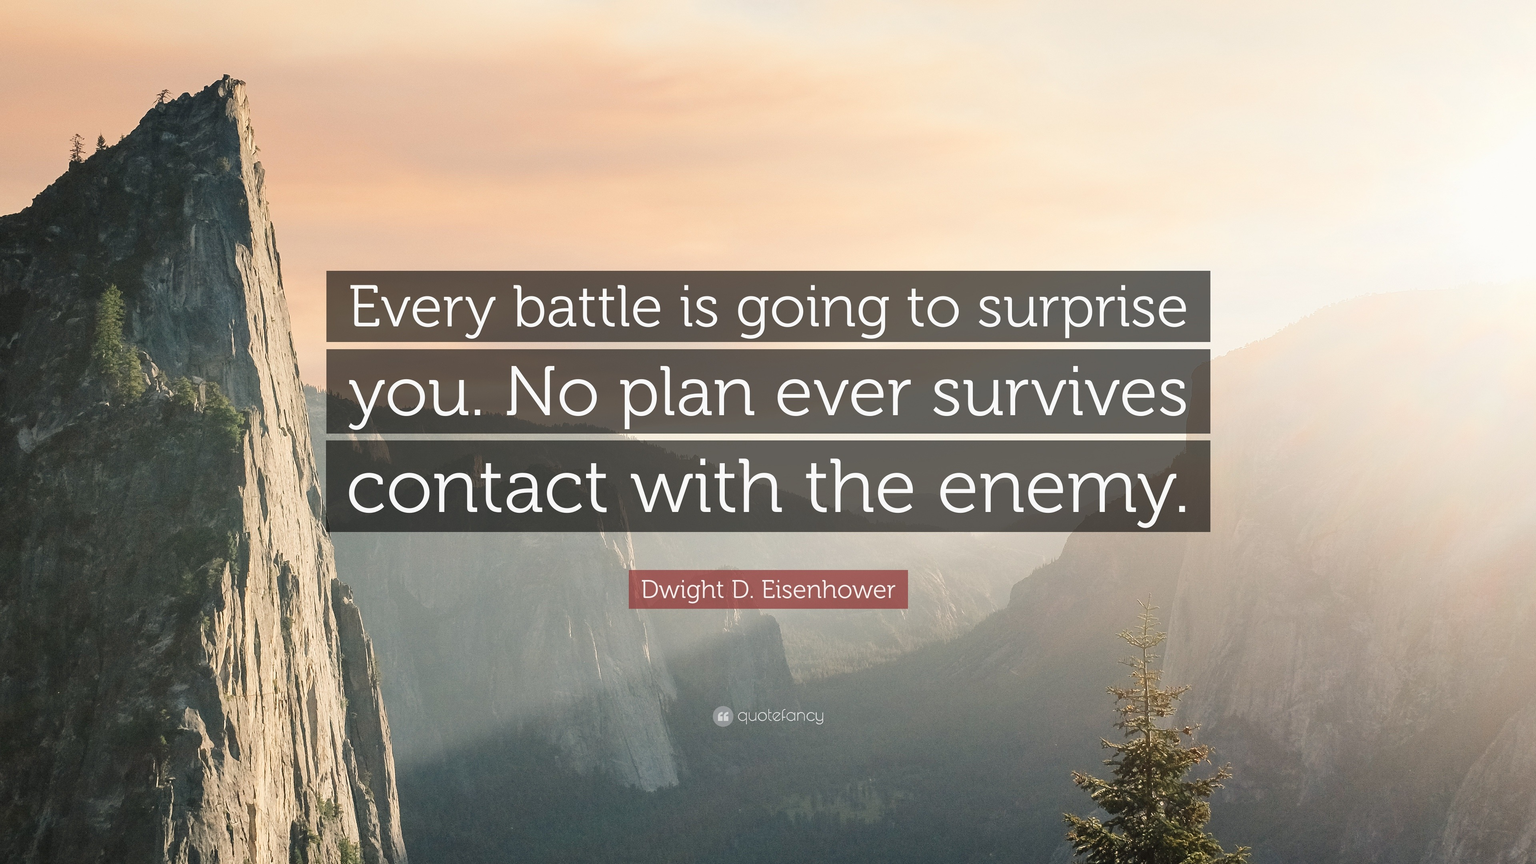 Every battle is going to surprise
you. No plan ever survives
contact with the enemy.
Dwight D. Eisenhower
quotefancy